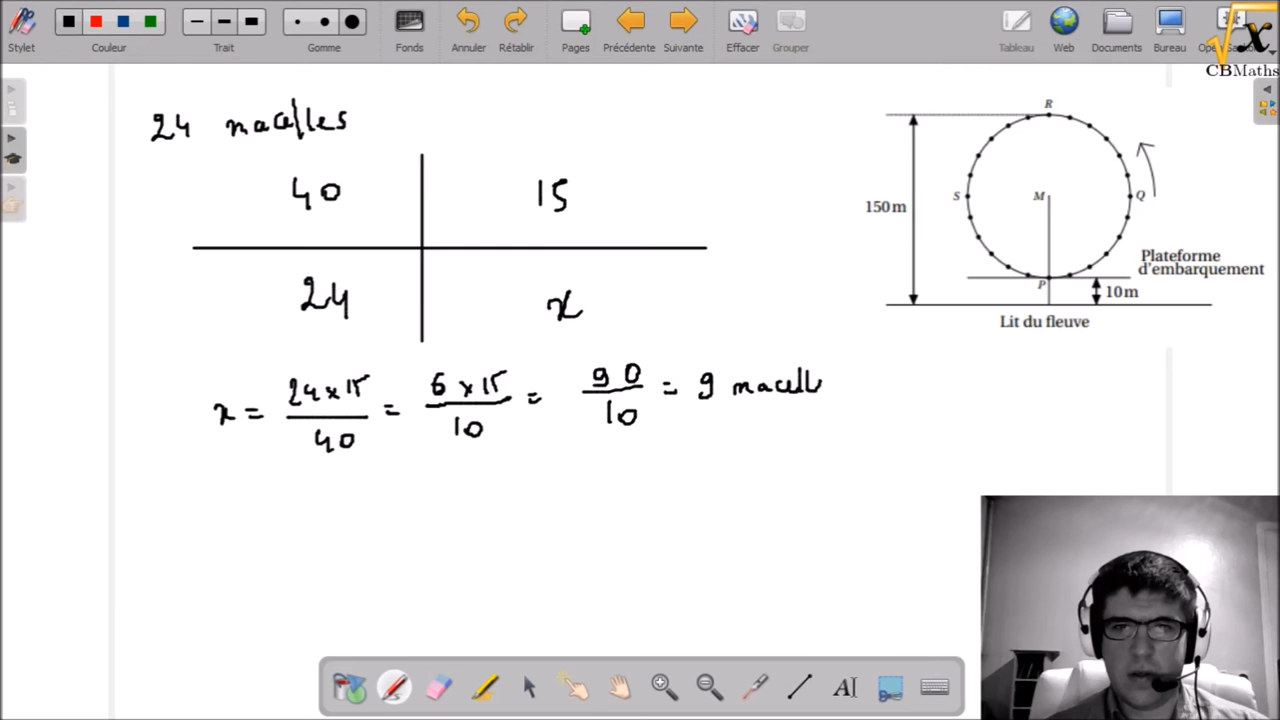 Stylet
Couleur
Trait
Gomme
Fonds
Annuler
Rétablir
Pages
Précédente
Suivante
Effacer
Grouper
Tableau
Web
Documents
Bureau
√x
CBMaths
24 nacelles
40 15
24 x
x = 24 x 15 / 40 = 6 x 15 / 10 = 90 / 10 = 9 nacell
R
150 m
S M Q
Plateforme
d'embarquement
P
10 m
Lit du fleuve
AI